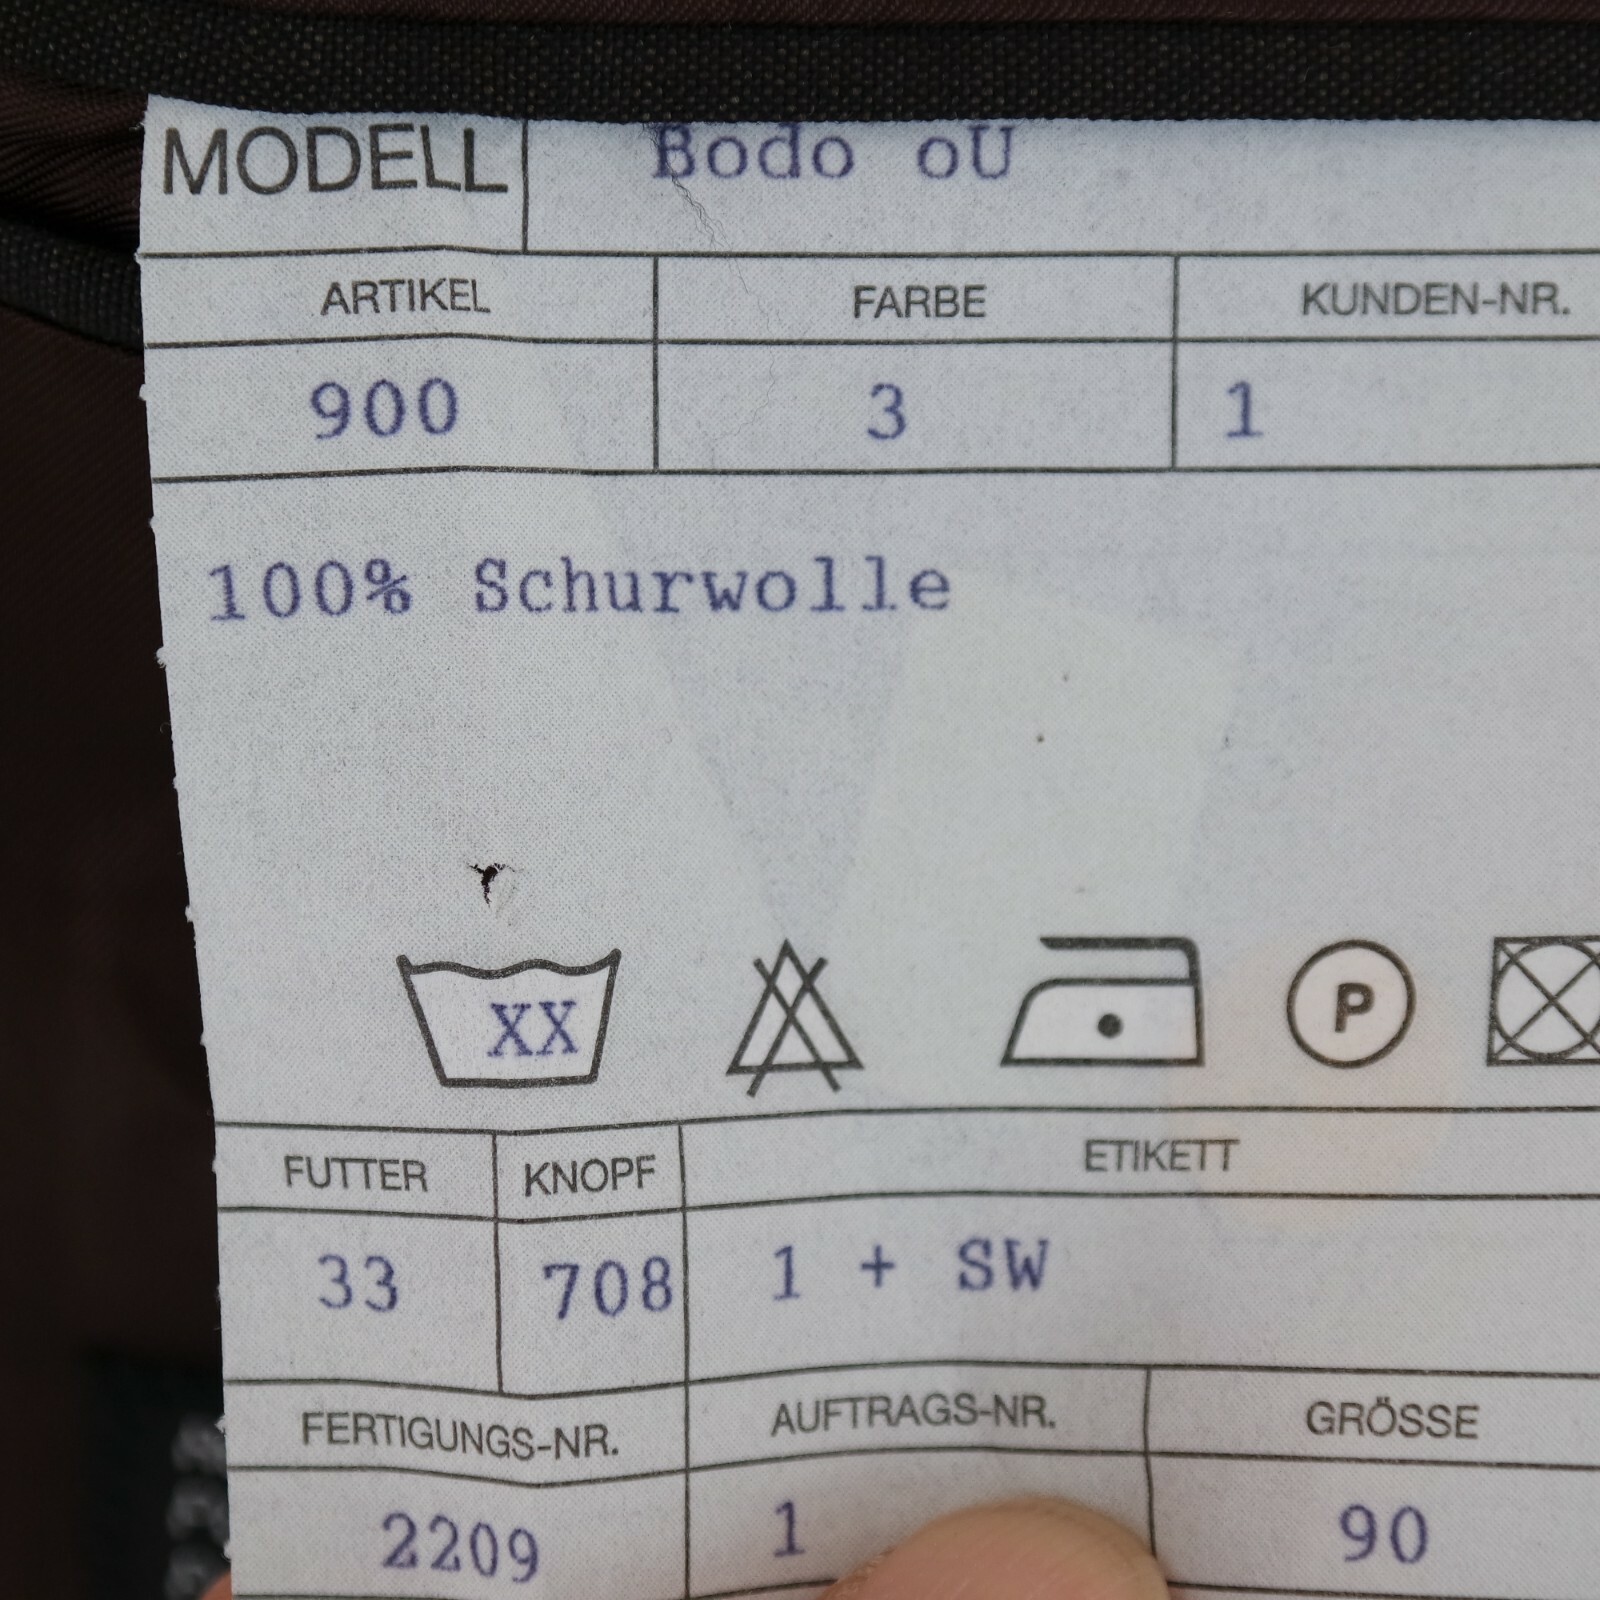 MODELL Bodo oU
ARTIKEL FARBE KUNDEN-NR.
900 3 1
100% Schurwolle
XX P
FUTTER KNOPF ETIKETT
33 708 1 + SW
FERTIGUNGS-NR. AUFTRAGS-NR. GRÖSSE
2209 1 90